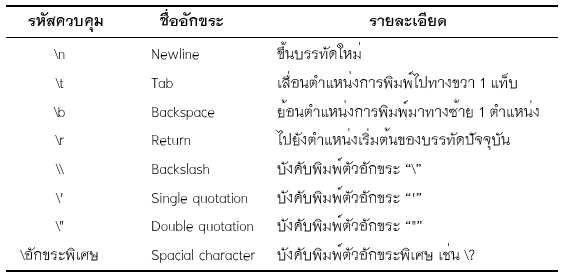 รหัสควบคุม ชื่ออักขระ รายละเอียด
\n Newline ขึ้นบรรทัดใหม่
\t Tab เลื่อนตำแหน่งการพิมพ์ไปทางขวา 1 แท็บ
\b Backspace ย้อนตำแหน่งการพิมพ์มาทางซ้าย 1 ตำแหน่ง
\r Return ไปยังตำแหน่งเริ่มต้นของบรรทัดปัจจุบัน
\\ Backslash บังคับพิมพ์ตัวอักขระ “\”
\' Single quotation บังคับพิมพ์ตัวอักขระ “'”
\" Double quotation บังคับพิมพ์ตัวอักขระ “"”
\อักขระพิเศษ Spacial character บังคับพิมพ์ตัวอักขระพิเศษ เช่น \?